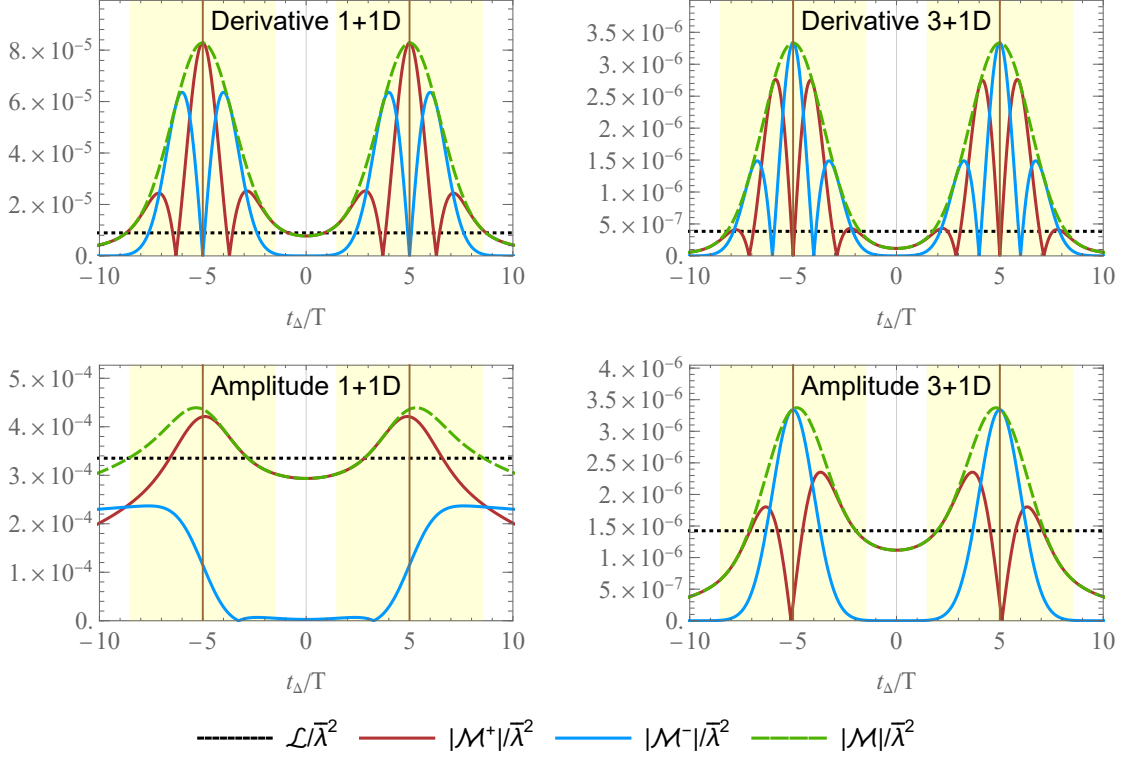 Derivative 1+1D
8.×10⁻⁵
6.×10⁻⁵
4.×10⁻⁵
2.×10⁻⁵
0.
−10 −5 0 5 10
t_Δ/T
Derivative 3+1D
3.5×10⁻⁶
3.×10⁻⁶
2.5×10⁻⁶
2.×10⁻⁶
1.5×10⁻⁶
1.×10⁻⁶
5.×10⁻⁷
0.
−10 −5 0 5 10
t_Δ/T
Amplitude 1+1D
5.×10⁻⁴
4.×10⁻⁴
3.×10⁻⁴
2.×10⁻⁴
1.×10⁻⁴
0.
−10 −5 0 5 10
t_Δ/T
Amplitude 3+1D
4.×10⁻⁶
3.5×10⁻⁶
3.×10⁻⁶
2.5×10⁻⁶
2.×10⁻⁶
1.5×10⁻⁶
1.×10⁻⁶
5.×10⁻⁷
0.
−10 −5 0 5 10
t_Δ/T
ℒ/λ̄² |ℳ⁺|/λ̄² |ℳ⁻|/λ̄² |ℳ|/λ̄²